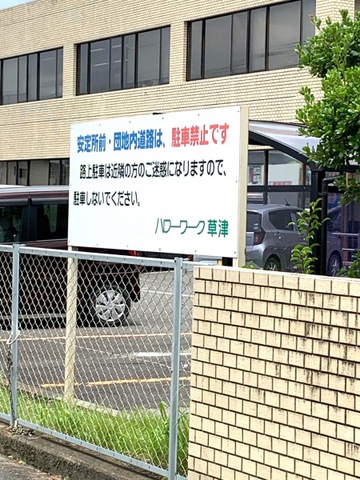 安定所前・団地内道路は、駐車禁止です
路上駐車は近隣の方のご迷惑になりますので、
駐車しないでください。
ハローワーク草津